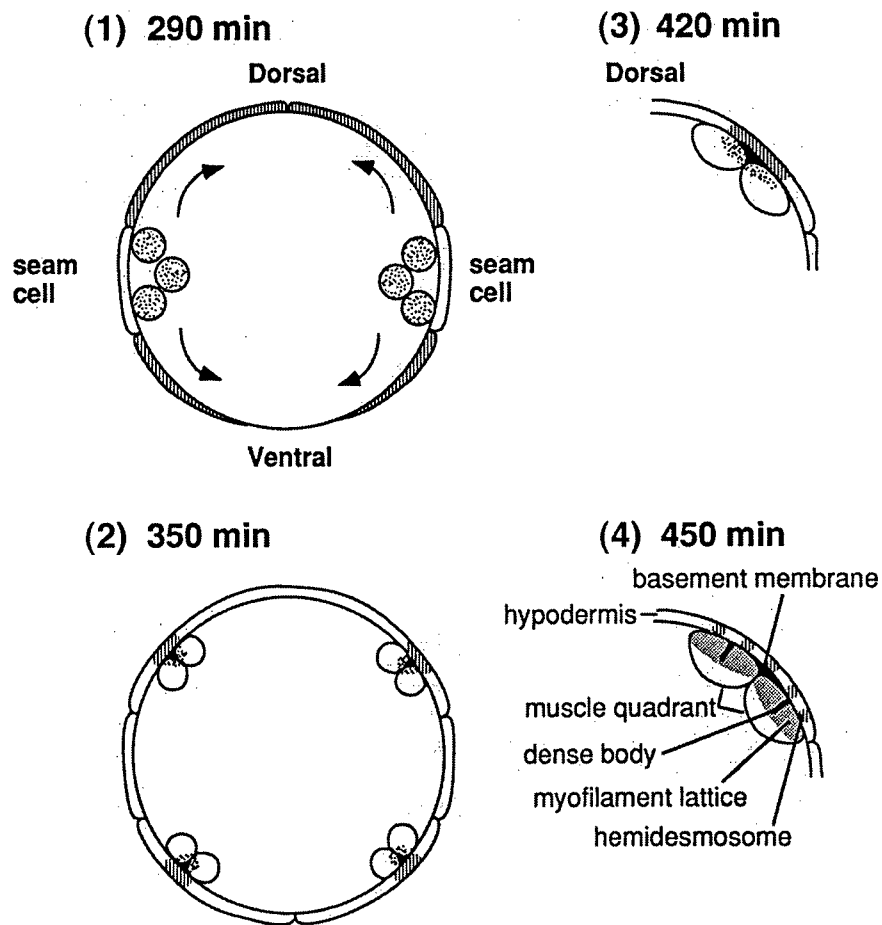 (1) 290 min
Dorsal
seam
cell
seam
cell
Ventral
(3) 420 min
Dorsal
(2) 350 min
(4) 450 min
basement membrane
hypodermis
muscle quadrant
dense body
myofilament lattice
hemidesmosome